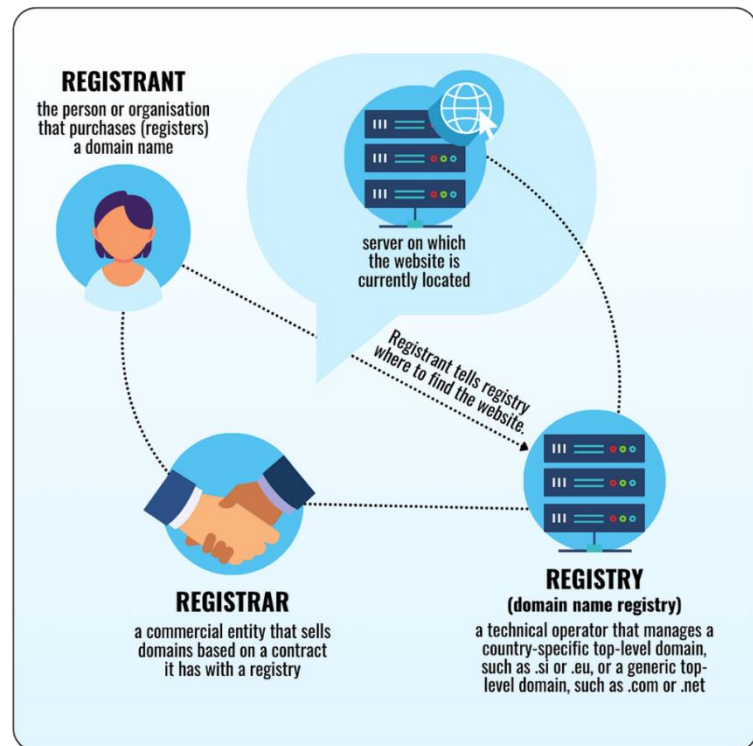 REGISTRANT
the person or organisation
that purchases (registers)
a domain name
server on which
the website is
currently located
Registrant tells registry
where to find the website.
REGISTRAR
a commercial entity that sells
domains based on a contract
it has with a registry
REGISTRY
(domain name registry)
a technical operator that manages a
country-specific top-level domain,
such as .si or .eu, or a generic top-
level domain, such as .com or .net